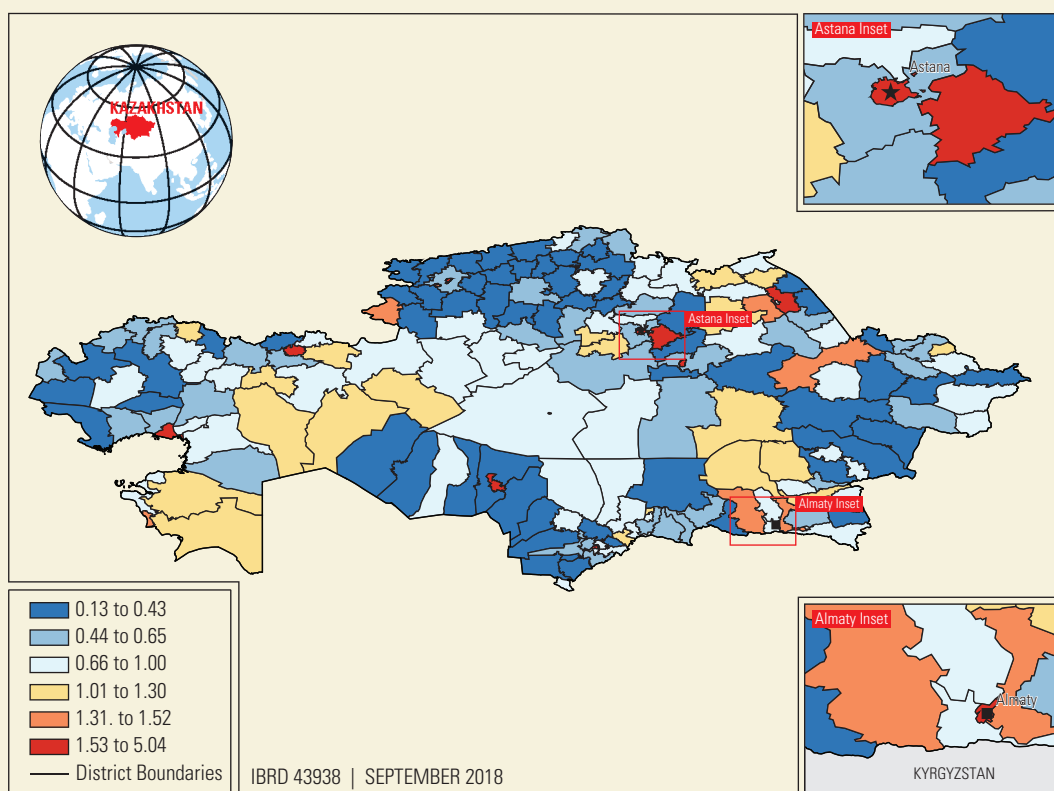 KAZAKHSTAN
Astana Inset
Astana
Astana Inset
Almaty Inset
0.13 to 0.43
0.44 to 0.65
0.66 to 1.00
1.01 to 1.30
1.31. to 1.52
1.53 to 5.04
District Boundaries
IBRD 43938 | SEPTEMBER 2018
Almaty Inset
Almaty
KYRGYZSTAN